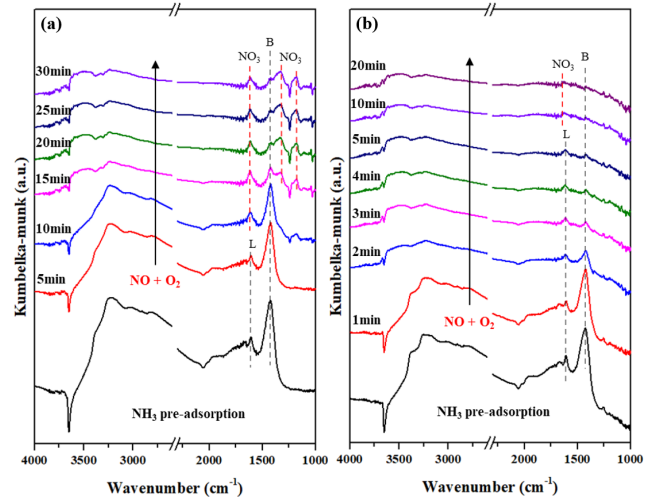 (a)
B
NO3
NO3
30min
25min
20min
15min
10min
L
5min
NO + O2
NH3 pre-adsorption
Kumbelka-munk (a.u.)
4000
3000
2000
1500
1000
Wavenumber (cm-1)
(b)
NO3
B
20min
10min
L
5min
4min
3min
2min
1min
NO + O2
NH3 pre-adsorption
Kumbelka-munk (a.u.)
4000
3000
2000
1500
1000
Wavenumber (cm-1)